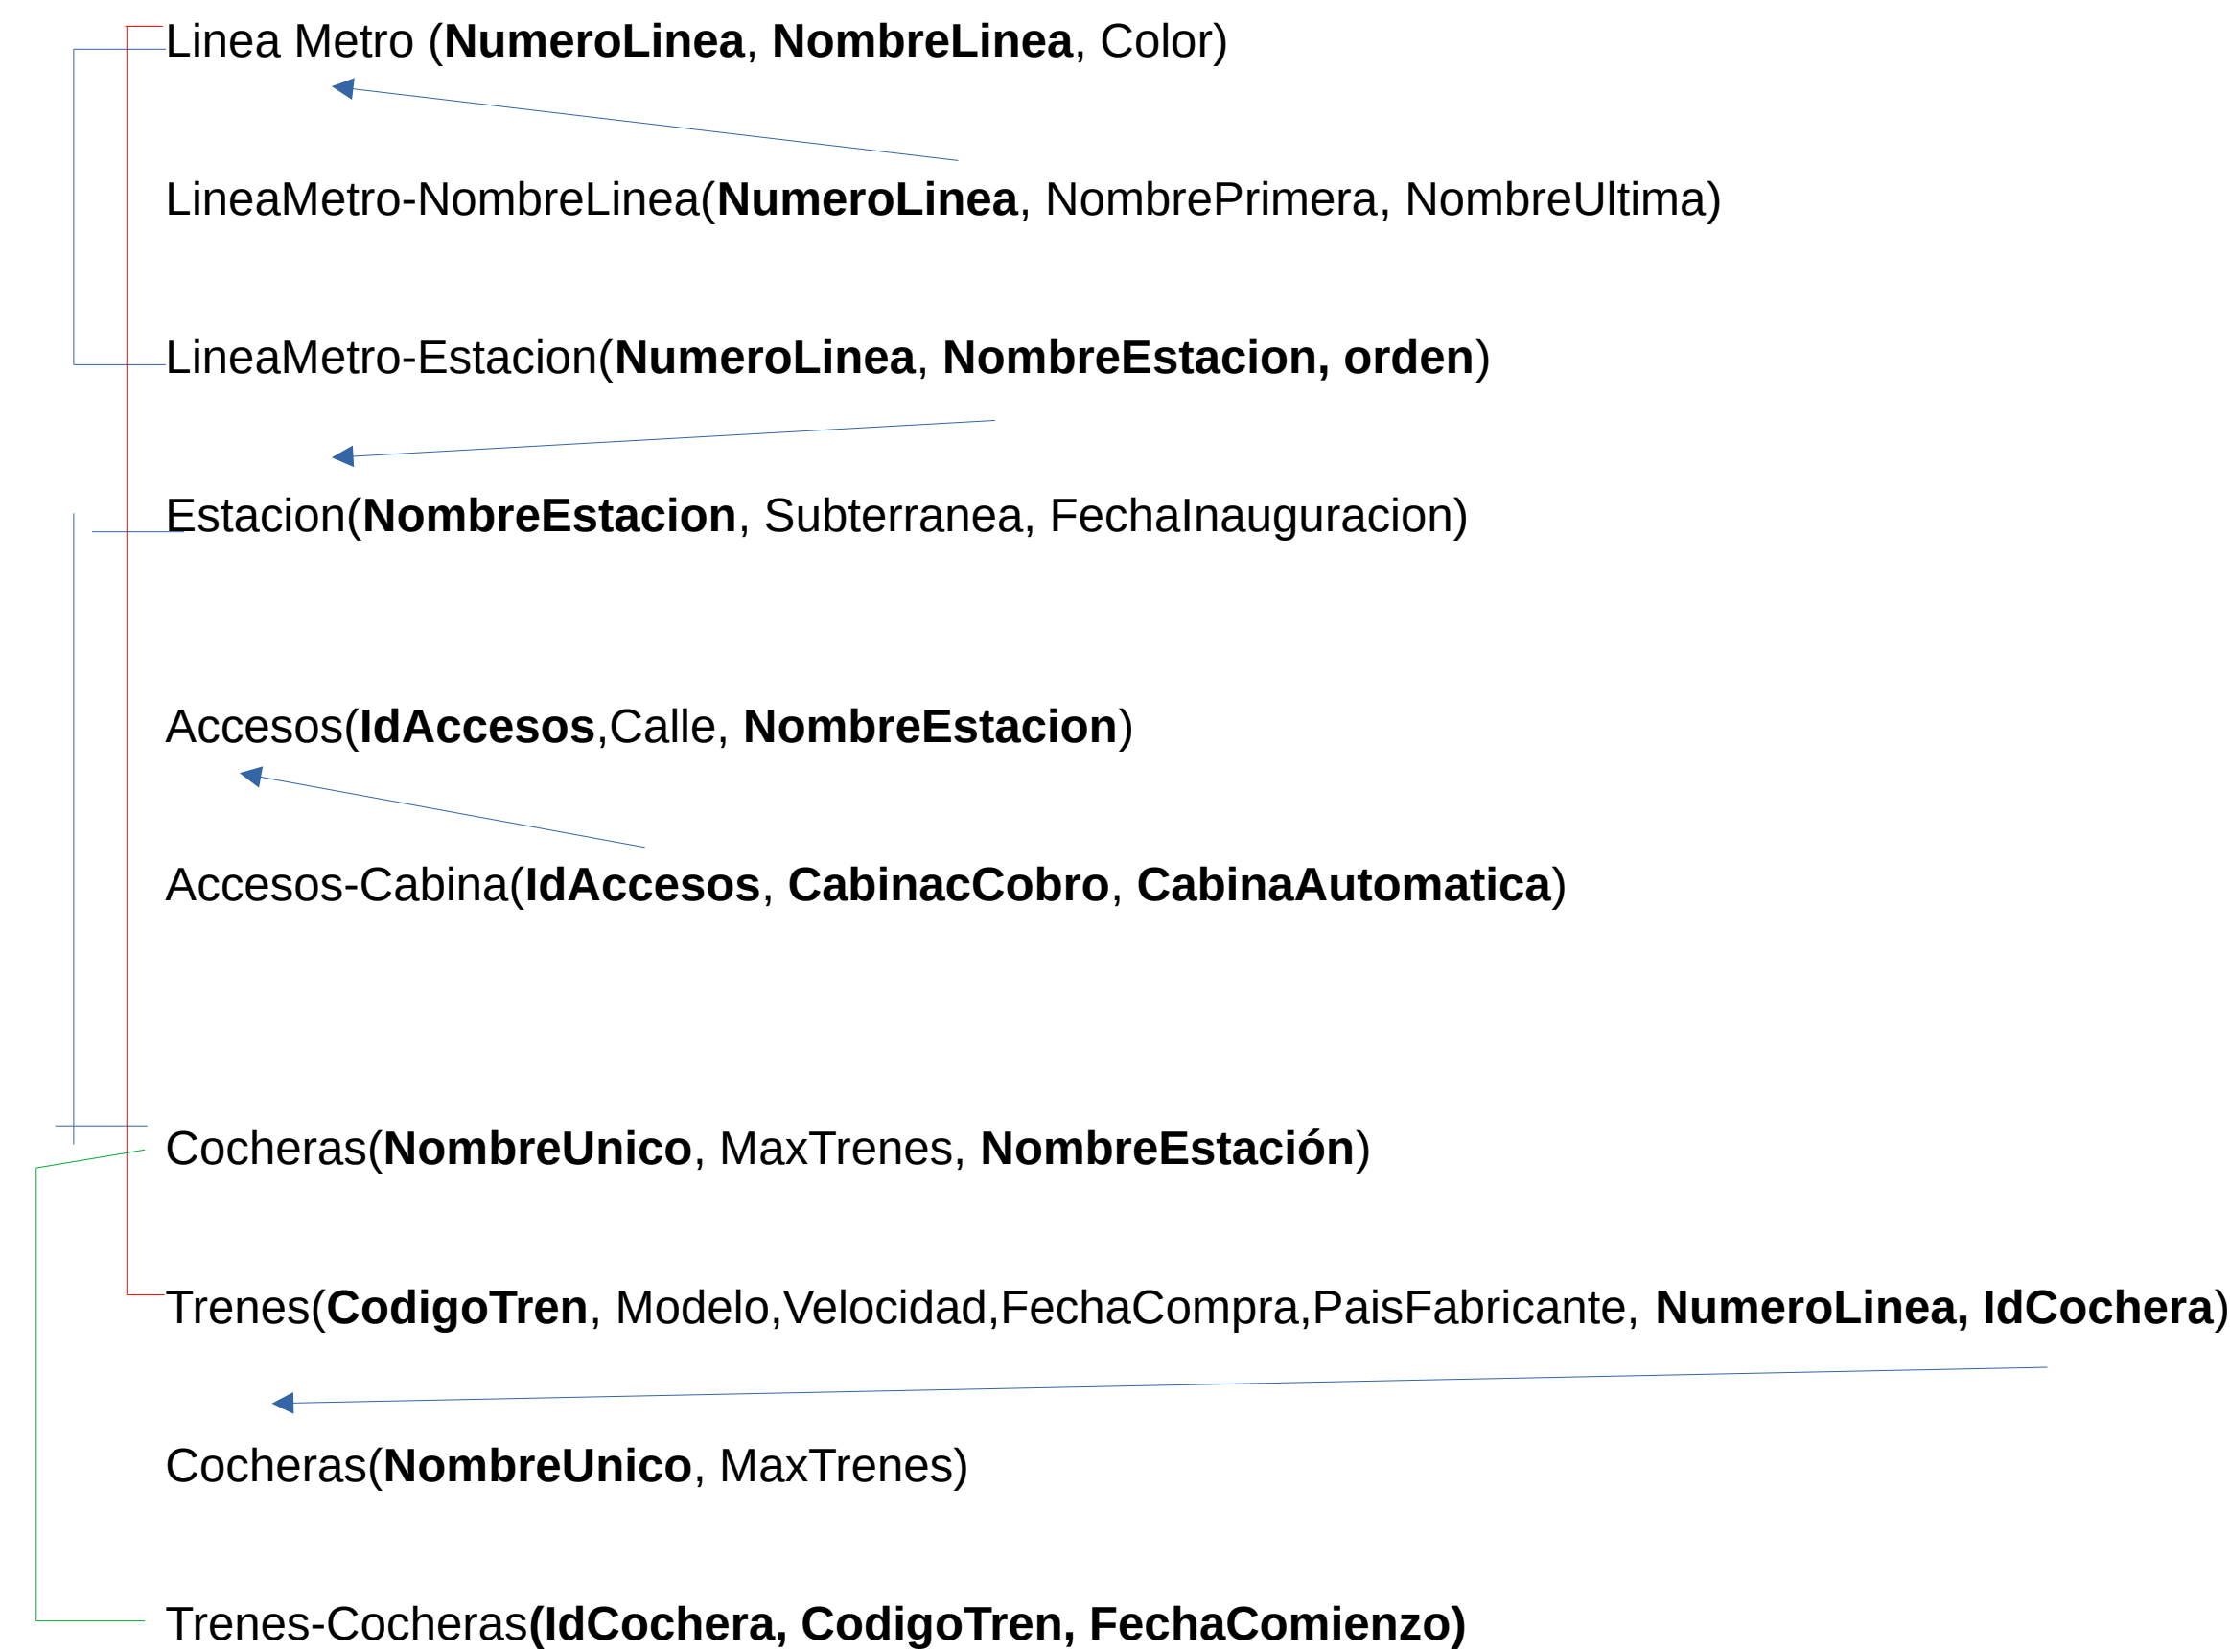 Linea Metro (NumeroLinea, NombreLinea, Color)
LineaMetro-NombreLinea(NumeroLinea, NombrePrimera, NombreUltima)
LineaMetro-Estacion(NumeroLinea, NombreEstacion, orden)
Estacion(NombreEstacion, Subterranea, FechaInauguracion)
Accesos(IdAccesos,Calle, NombreEstacion)
Accesos-Cabina(IdAccesos, CabinacCobro, CabinaAutomatica)
Cocheras(NombreUnico, MaxTrenes, NombreEstación)
Trenes(CodigoTren, Modelo,Velocidad,FechaCompra,PaisFabricante, NumeroLinea, IdCochera)
Cocheras(NombreUnico, MaxTrenes)
Trenes-Cocheras(IdCochera, CodigoTren, FechaComienzo)